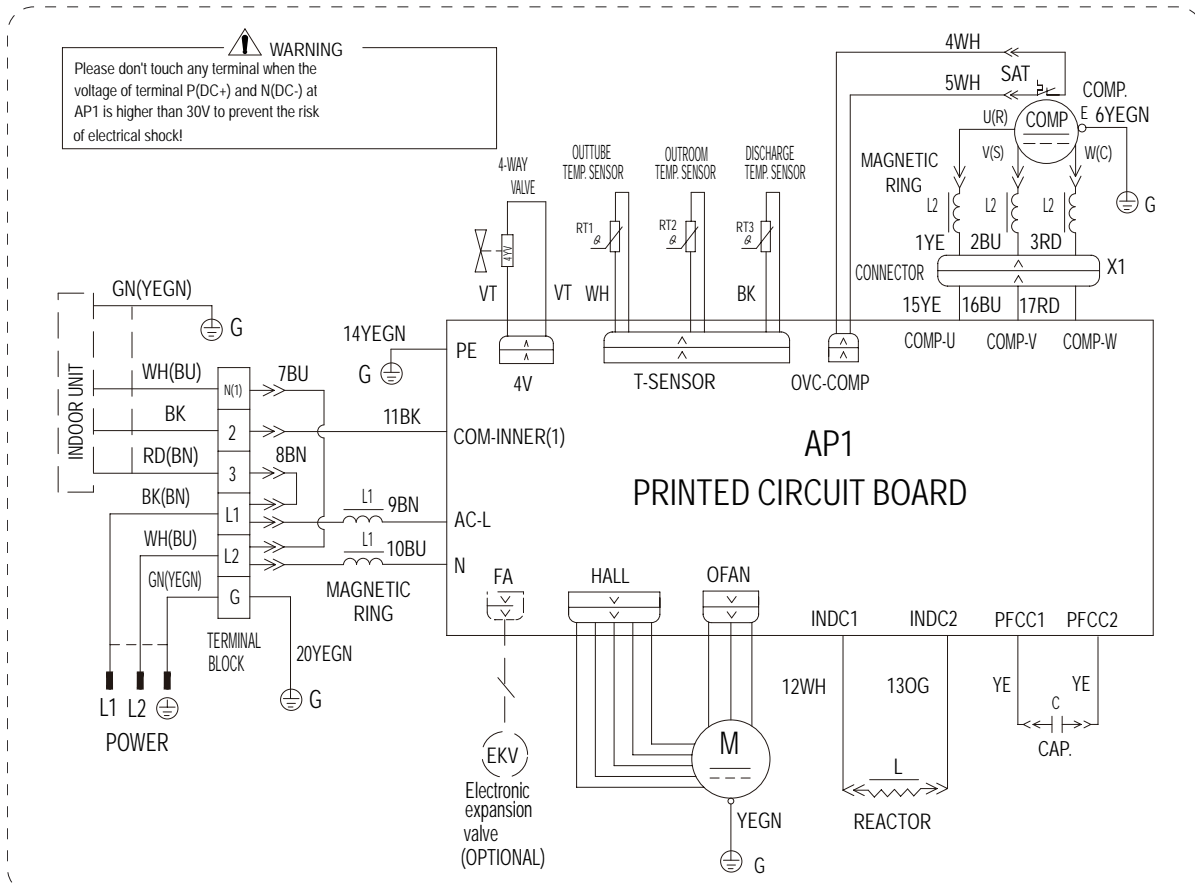 WARNING
Please don't touch any terminal when the
voltage of terminal P(DC+) and N(DC-) at
AP1 is higher than 30V to prevent the risk
of electrical shock!
4WH
5WH
SAT
COMP.
U(R)
COMP
E
6YEGN
V(S)
W(C)
MAGNETIC
RING
L2
L2
L2
G
1YE
2BU
3RD
CONNECTOR
X1
15YE
16BU
17RD
4-WAY
VALVE
4YV
VT
VT
OUTTUBE
TEMP. SENSOR
OUTROOM
TEMP. SENSOR
DISCHARGE
TEMP. SENSOR
RT1
θ
RT2
θ
RT3
θ
WH
BK
GN(YEGN)
G
14YEGN
G
PE
4V
T-SENSOR
OVC-COMP
COMP-U
COMP-V
COMP-W
INDOOR UNIT
WH(BU)
BK
RD(BN)
BK(BN)
WH(BU)
GN(YEGN)
N(1)
2
3
L1
L2
G
7BU
11BK
8BN
L1
9BN
L1
10BU
MAGNETIC
RING
COM-INNER(1)
AC-L
N
AP1
PRINTED CIRCUIT BOARD
TERMINAL
BLOCK
20YEGN
G
L1
L2
POWER
FA
HALL
OFAN
INDC1
INDC2
PFCC1
PFCC2
EKV
Electronic
expansion
valve
(OPTIONAL)
M
YEGN
G
12WH
13OG
L
REACTOR
YE
YE
C
CAP.